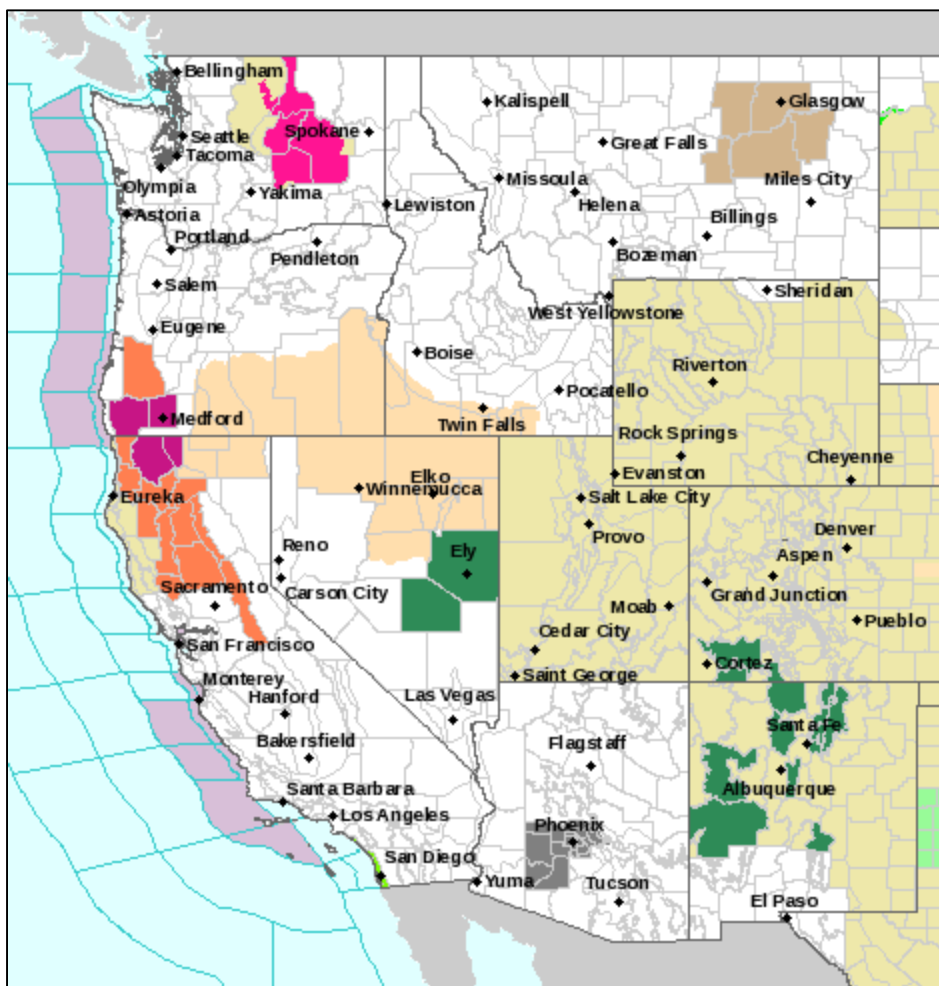 Bellingham
Kalispell
Glasgow
Seattle
Spokane
Great Falls
Tacoma
Olympia
Yakima
Missoula
Helena
Miles City
Lewiston
Astoria
Billings
Portland
Pendleton
Bozeman
Salem
West Yellowstone
Sheridan
Eugene
Boise
Riverton
Pocatello
Medford
Twin Falls
Rock Springs
Cheyenne
Evanston
Elko
Winnemucca
Eureka
Salt Lake City
Provo
Denver
Reno
Ely
Aspen
Sacramento
Carson City
Grand Junction
Moab
Pueblo
San Francisco
Cedar City
Cortez
Saint George
Monterey
Hanford
Las Vegas
Santa Fe
Bakersfield
Flagstaff
Albuquerque
Santa Barbara
Los Angeles
Phoenix
San Diego
Yuma
Tucson
El Paso